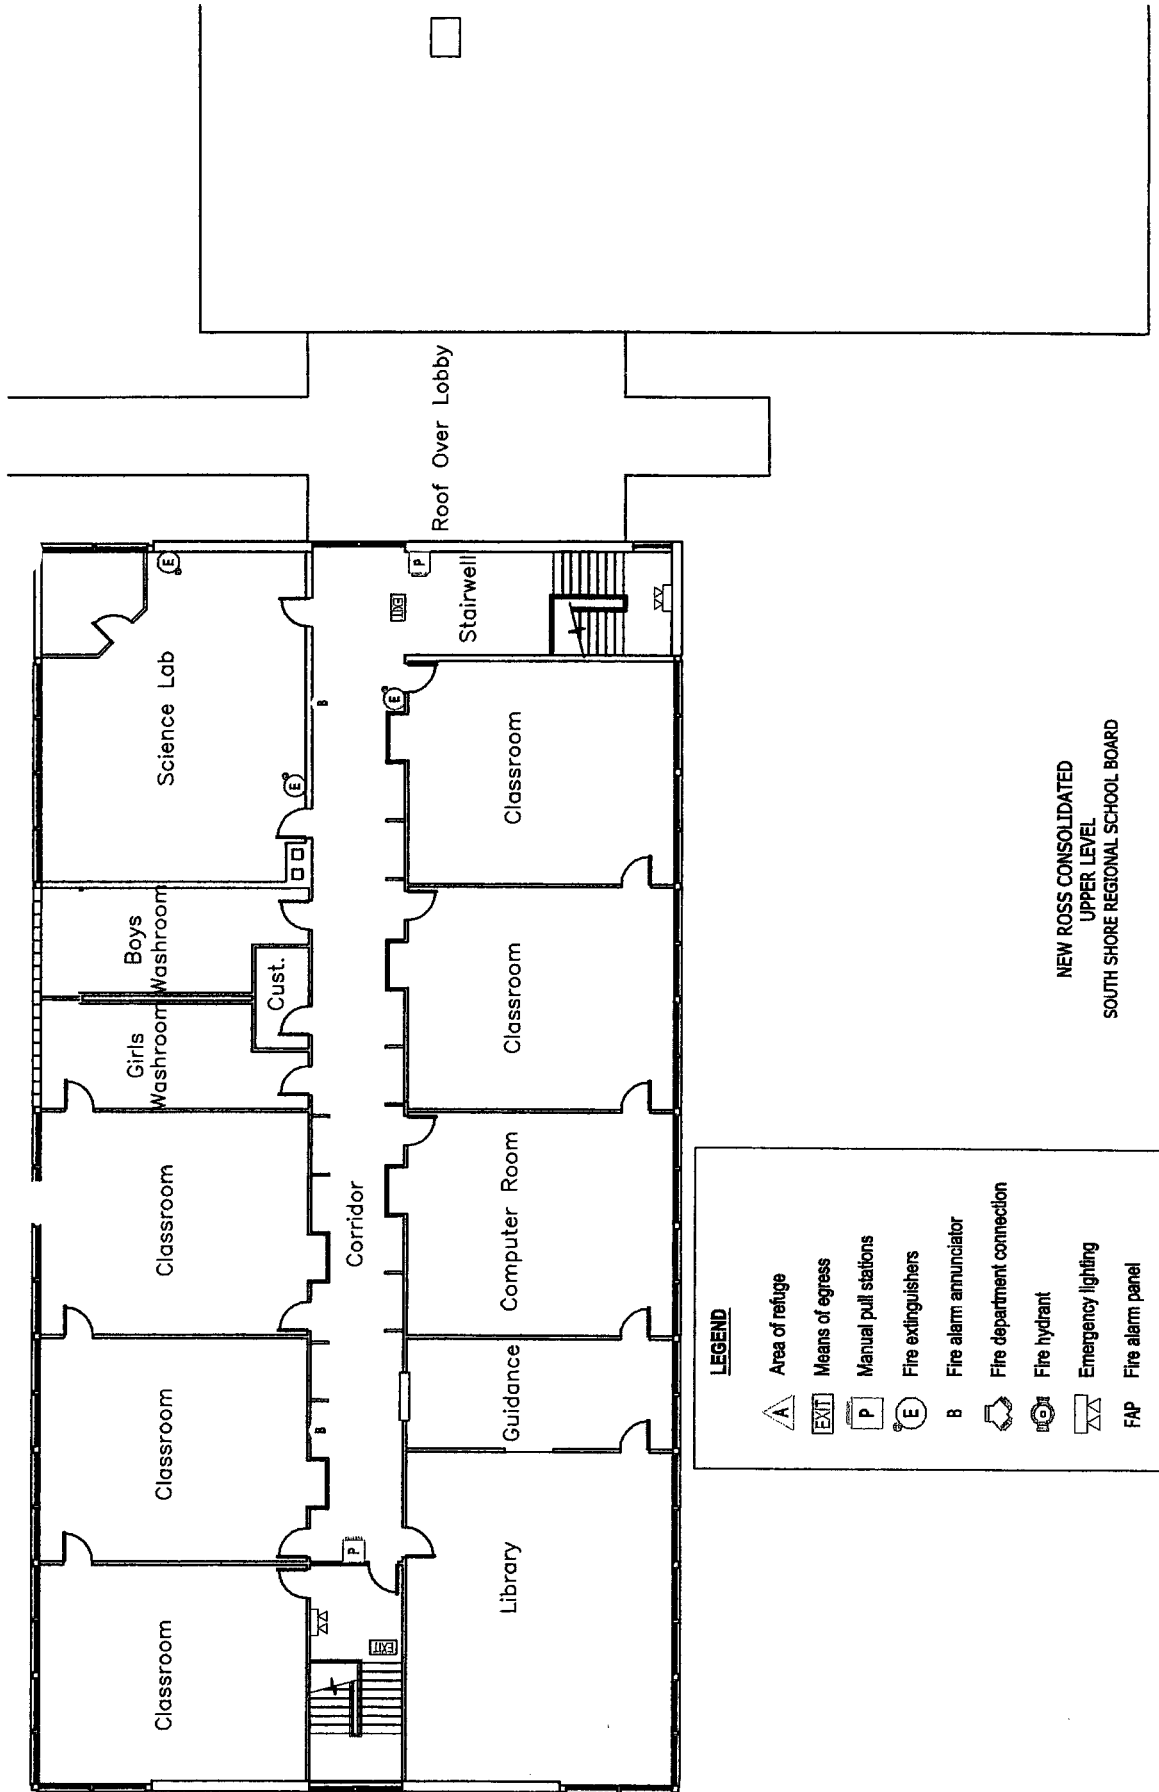 Classroom
Classroom
Classroom
Girls
Washroom
Boys
Washroom
Cust.
Science Lab
E
E
B
B
P
EXIT
Corridor
E
EXIT
P
Roof Over Lobby
Stairwell
Library
Guidance
Computer Room
Classroom
Classroom
LEGEND
A Area of refuge
EXIT Means of egress
P Manual pull stations
E Fire extinguishers
B Fire alarm annunciator
Fire department connection
Fire hydrant
Emergency lighting
FAP Fire alarm panel
NEW ROSS CONSOLIDATED
UPPER LEVEL
SOUTH SHORE REGIONAL SCHOOL BOARD